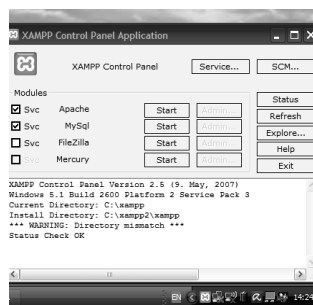 XAMPP Control Panel Application
XAMPP Control Panel
Service...
SCM...
Modules
Svc Apache Start Admin...
Svc MySql Start Admin...
Svc FileZilla Start Admin...
Svc Mercury Start Admin...
Status
Refresh
Explore...
Help
Exit
XAMPP Control Panel Version 2.5 (9. May, 2007)
Windows 5.1 Build 2600 Platform 2 Service Pack 3
Current Directory: C:\xampp
Install Directory: C:\xampp2\xampp
*** WARNING: Directory mismatch ***
Status Check OK
EN
14:24